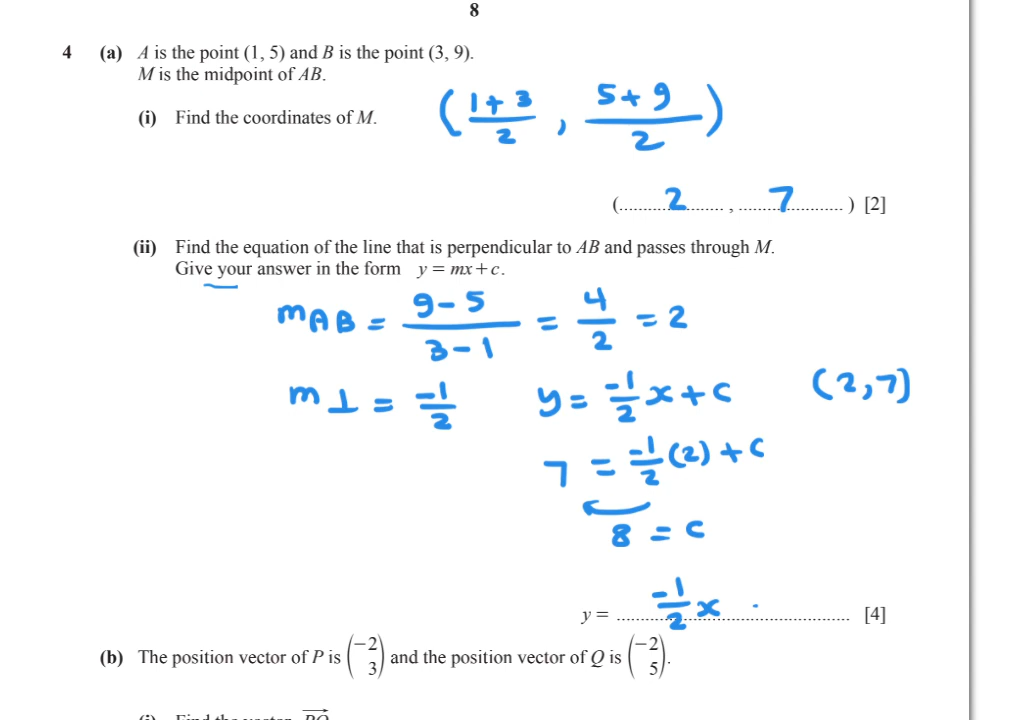 8
4 (a) A is the point (1, 5) and B is the point (3, 9).
M is the midpoint of AB.
(i) Find the coordinates of M.
( (1+3)/2 , (5+9)/2 )
(........2........ , ........7........) [2]
(ii) Find the equation of the line that is perpendicular to AB and passes through M.
Give your answer in the form y = mx + c.
mAB = (9-5)/(3-1) = 4/2 = 2
m⊥ = -1/2 y = -1/2 x + c (2,7)
7 = -1/2 (2) + c
8 = c
y = ........-1/2 x ........ [4]
(b) The position vector of P is (-2 3) and the position vector of Q is (-2 5).